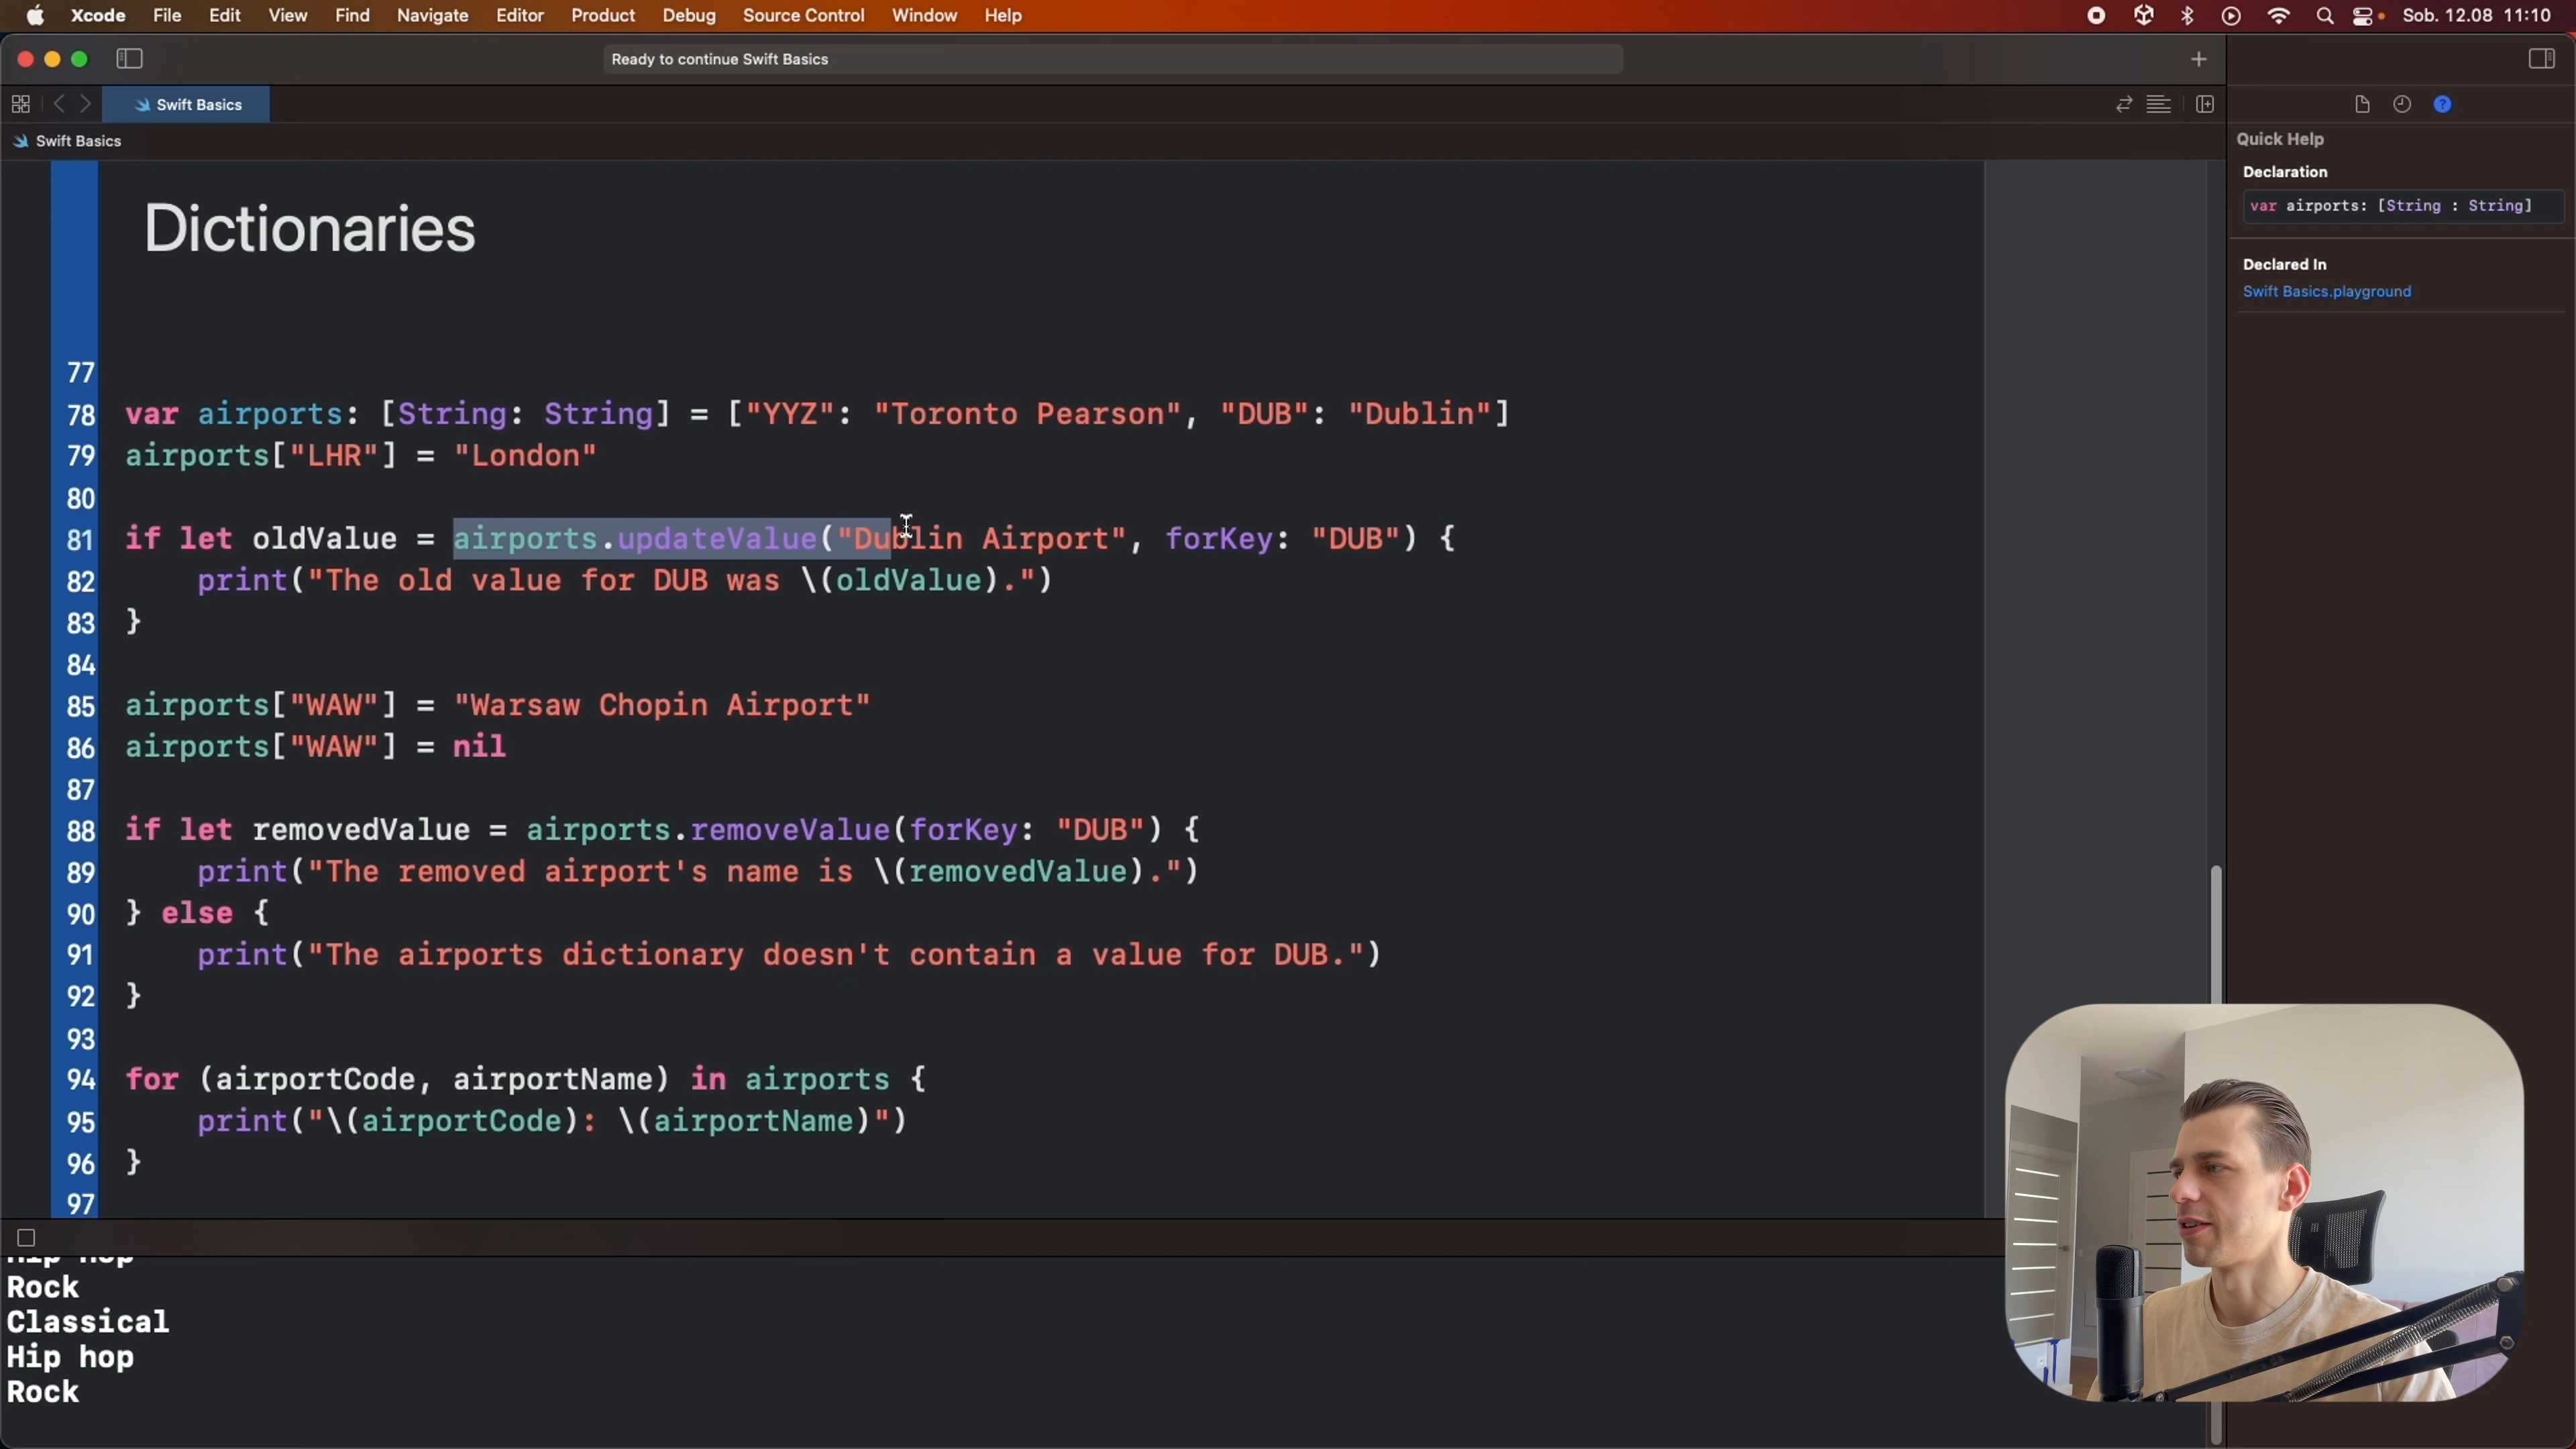 Xcode File Edit View Find Navigate Editor Product Debug Source Control Window Help Sob. 12.08 11:10
Ready to continue Swift Basics
Swift Basics
Swift Basics
Quick Help
Declaration
var airports: [String : String]
Declared In
Swift Basics.playground
Dictionaries
77
78 var airports: [String: String] = ["YYZ": "Toronto Pearson", "DUB": "Dublin"]
79 airports["LHR"] = "London"
80
81 if let oldValue = airports.updateValue("Dublin Airport", forKey: "DUB") {
82 print("The old value for DUB was \(oldValue).")
83 }
84
85 airports["WAW"] = "Warsaw Chopin Airport"
86 airports["WAW"] = nil
87
88 if let removedValue = airports.removeValue(forKey: "DUB") {
89 print("The removed airport's name is \(removedValue).")
90 } else {
91 print("The airports dictionary doesn't contain a value for DUB.")
92 }
93
94 for (airportCode, airportName) in airports {
95 print("\(airportCode): \(airportName)")
96 }
97
Hip hop
Rock
Classical
Hip hop
Rock